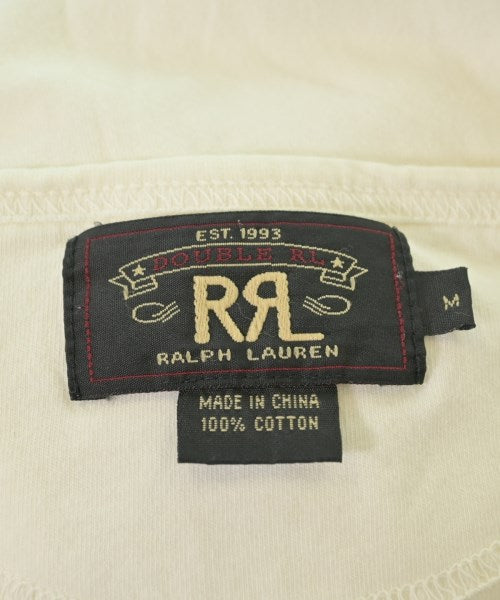 EST. 1993
DOUBLE RL
RRL
RALPH LAUREN
M
MADE IN CHINA
100% COTTON